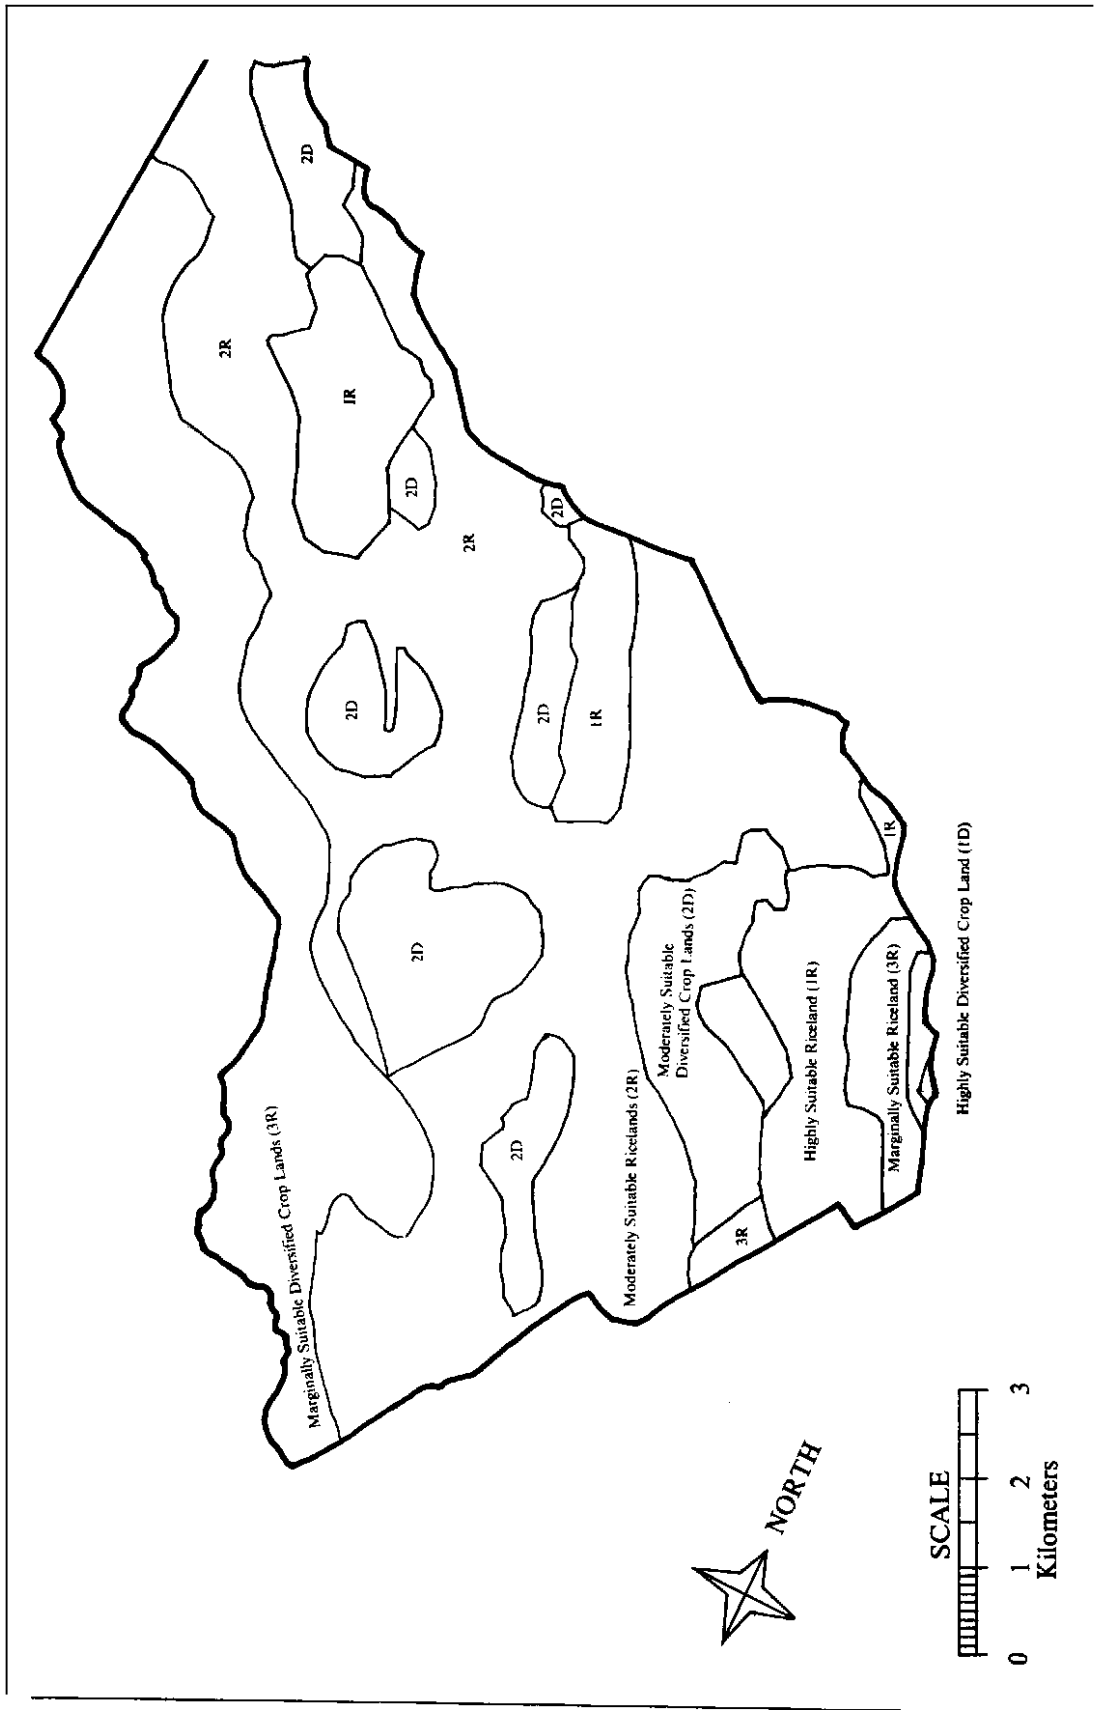 2R
Marginally Suitable Diversified Crop Lands (3R)
2D
1R
2D
2D
2D
2R
2D
2D
2D
1R
Moderately Suitable Ricelands (2R)
Moderately Suitable
Diversified Crop Lands (2D)
3R
NORTH
Highly Suitable Riceland (1R)
Marginally Suitable Riceland (3R)
1R
SCALE
Highly Suitable Diversified Crop Land (1D)
0 1 2 3
Kilometers